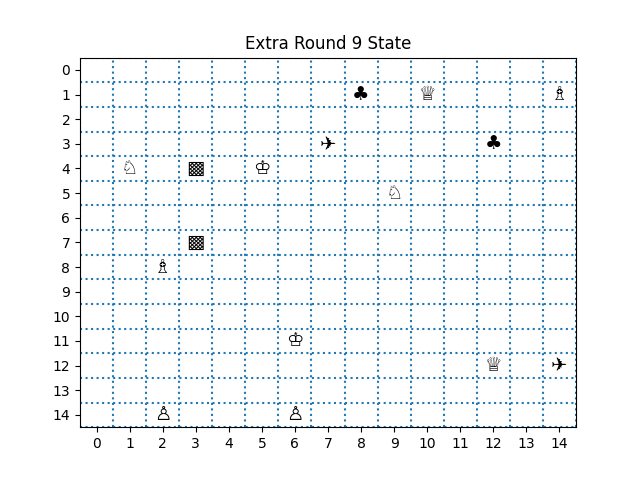 Extra Round 9 State
0
1 ♣ ♕ ♗
2
3 ✈ ♣
4 ♘ ▩ ♔
5 ♘
6
7 ▩
8 ♗
9
10
11 ♔
12 ♕ ✈
13
14 ♙ ♙
0 1 2 3 4 5 6 7 8 9 10 11 12 13 14